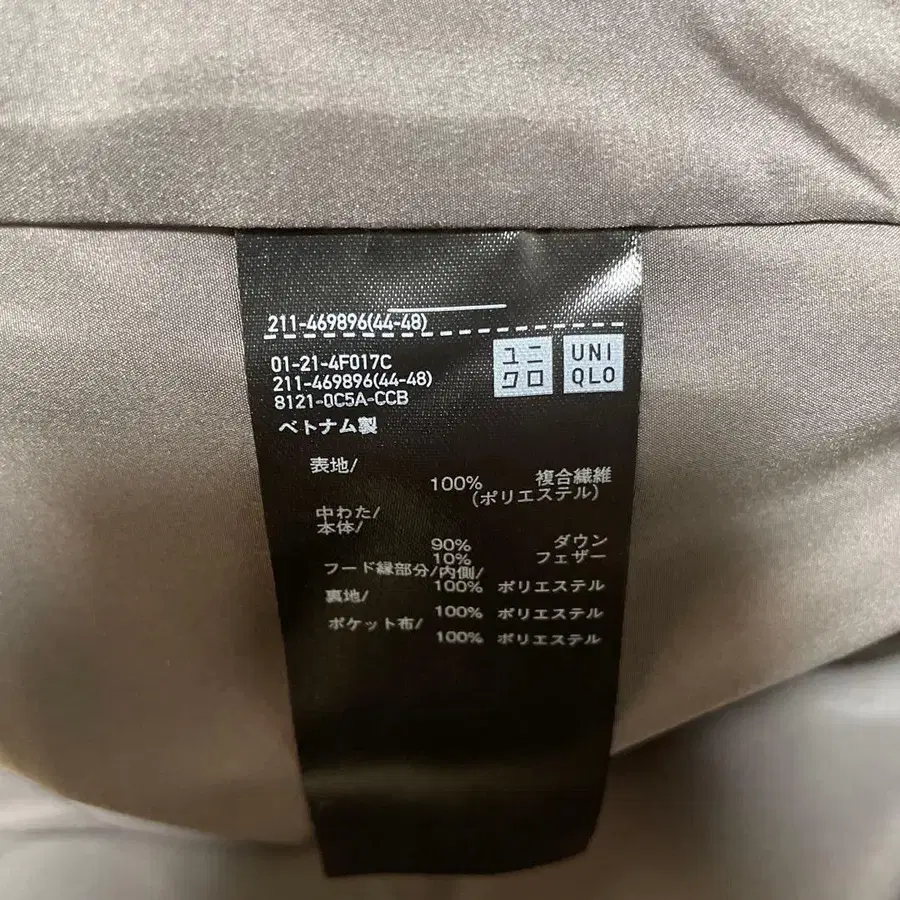 211-469896(44-48)
01-21-4F017C
211-469896(44-48)
8121-0C5A-CCB
ユニ
クロ
UNI
QLO
ベトナム製
表地/
100% 複合繊維
(ポリエステル)
中わた/
本体/
90% ダウン
10% フェザー
フード縁部分/内側/
100% ポリエステル
裏地/
100% ポリエステル
ポケット布/
100% ポリエステル